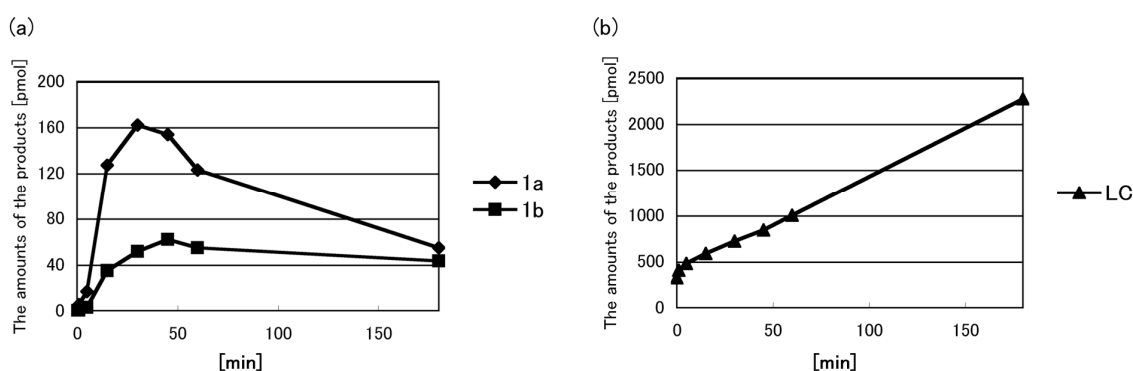 (a)
The amounts of the products [pmol]
200
160
120
80
40
0
0
50
100
150
[min]
1a
1b
(b)
The amounts of the products [pmol]
2500
2000
1500
1000
500
0
0
50
100
150
[min]
LC